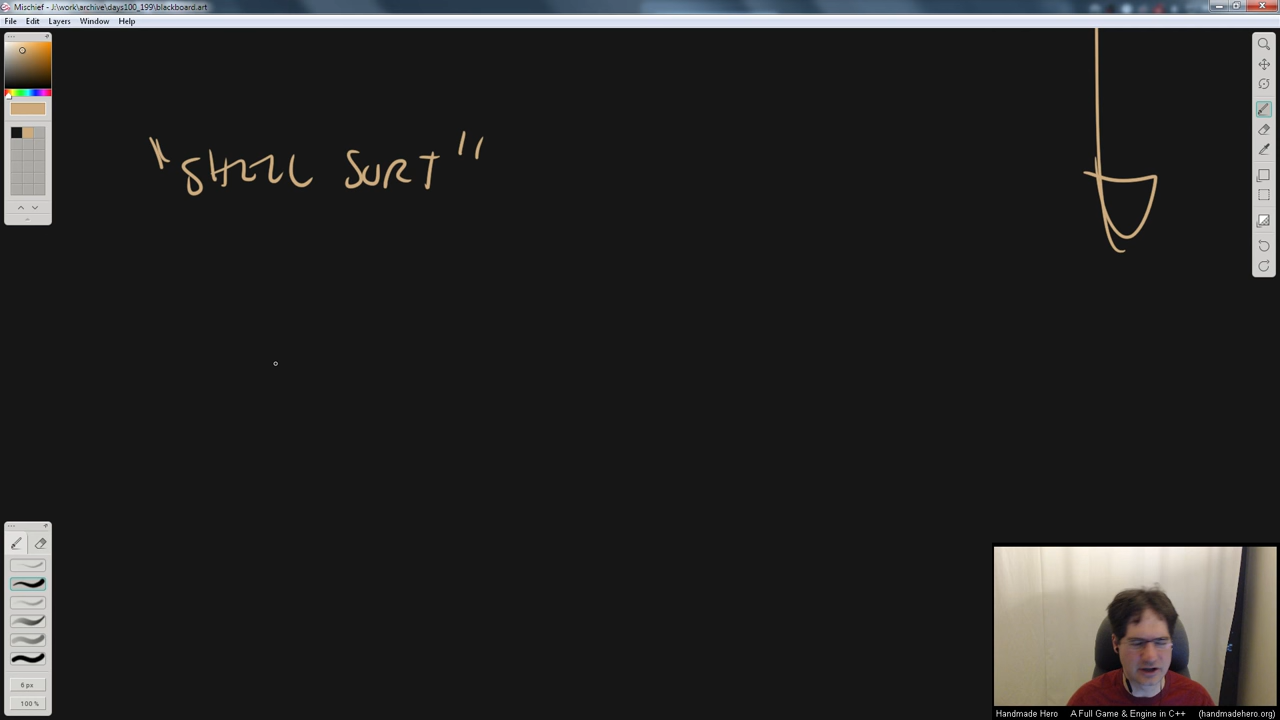 Mischief - J:\work\archive\days100_199\blackboard.art
File Edit Layers Window Help
"SHELL SORT"
6 px
100 %
Handmade Hero A Full Game & Engine in C++ (handmadehero.org)